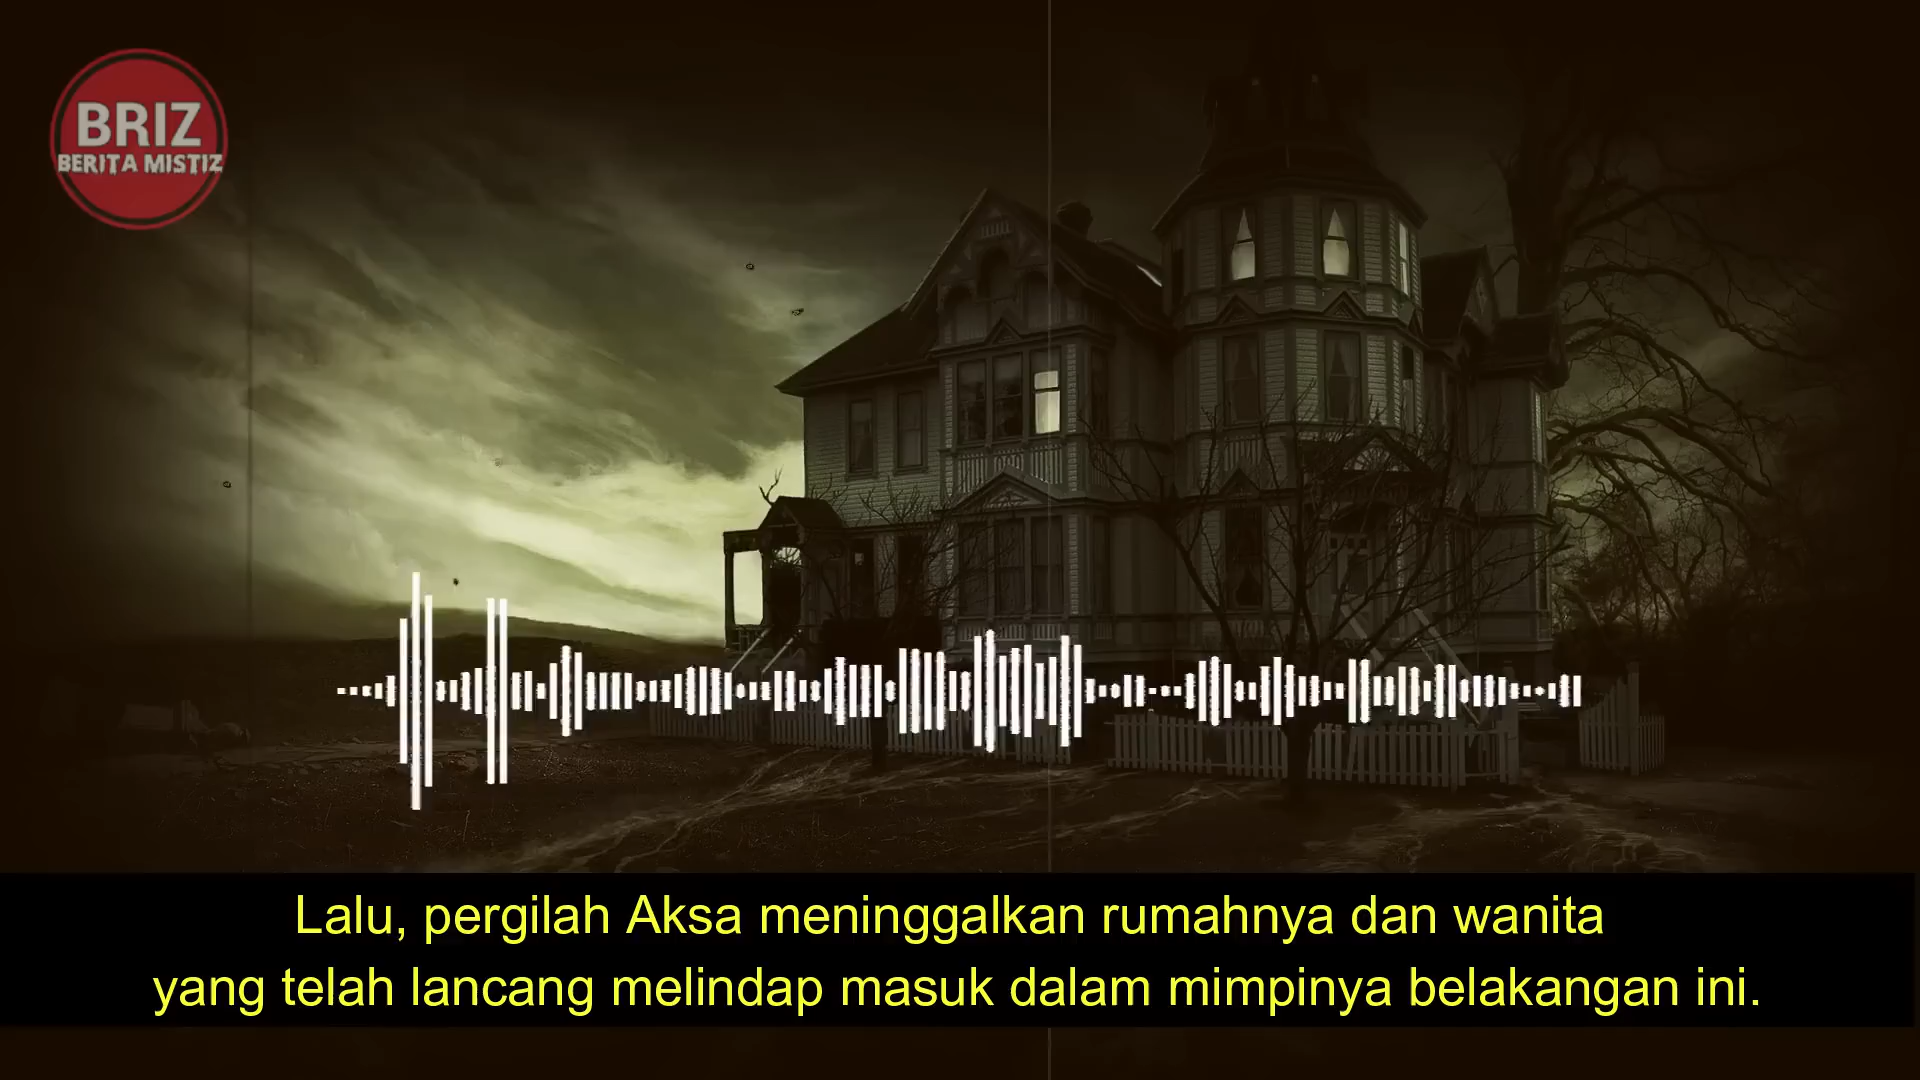 BRIZ
BERITA MISTIZ
Lalu, pergilah Aksa meninggalkan rumahnya dan wanita
yang telah lancang melindap masuk dalam mimpinya belakangan ini.